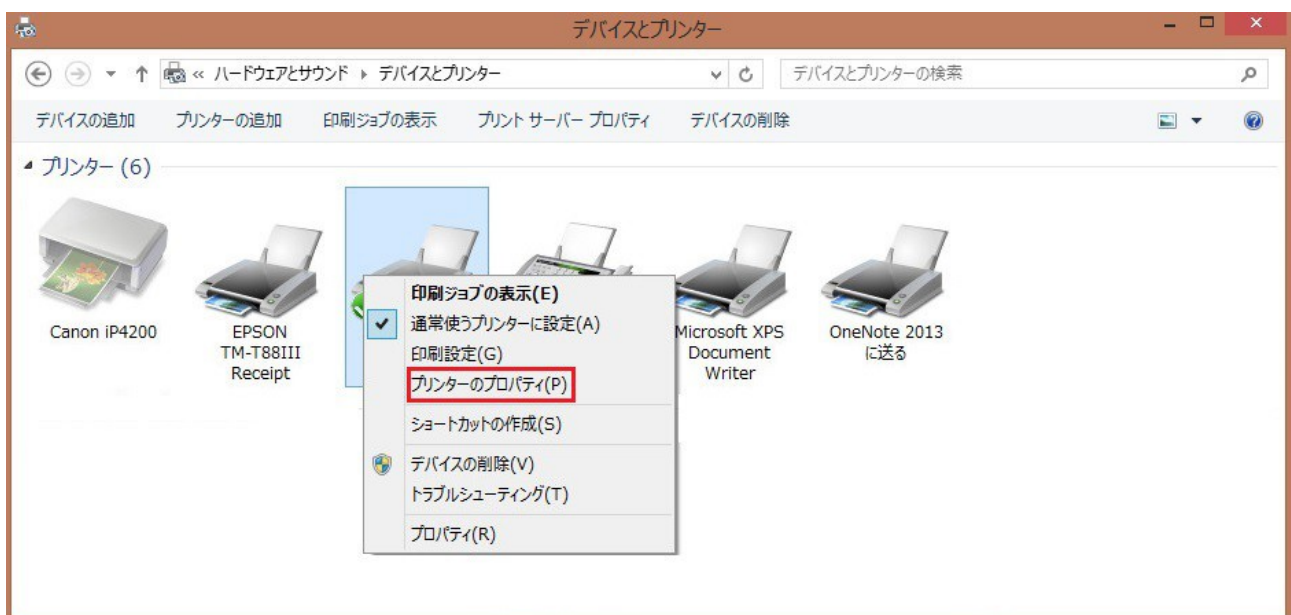 デバイスとプリンター
« ハードウェアとサウンド ▸ デバイスとプリンター
デバイスとプリンターの検索
デバイスの追加 プリンターの追加 印刷ジョブの表示 プリント サーバー プロパティ デバイスの削除
プリンター (6)
Canon iP4200
EPSON
TM-T88III
Receipt
印刷ジョブの表示(E)
通常使うプリンターに設定(A)
印刷設定(G)
プリンターのプロパティ(P)
ショートカットの作成(S)
デバイスの削除(V)
トラブルシューティング(T)
プロパティ(R)
Microsoft XPS
Document
Writer
OneNote 2013
に送る